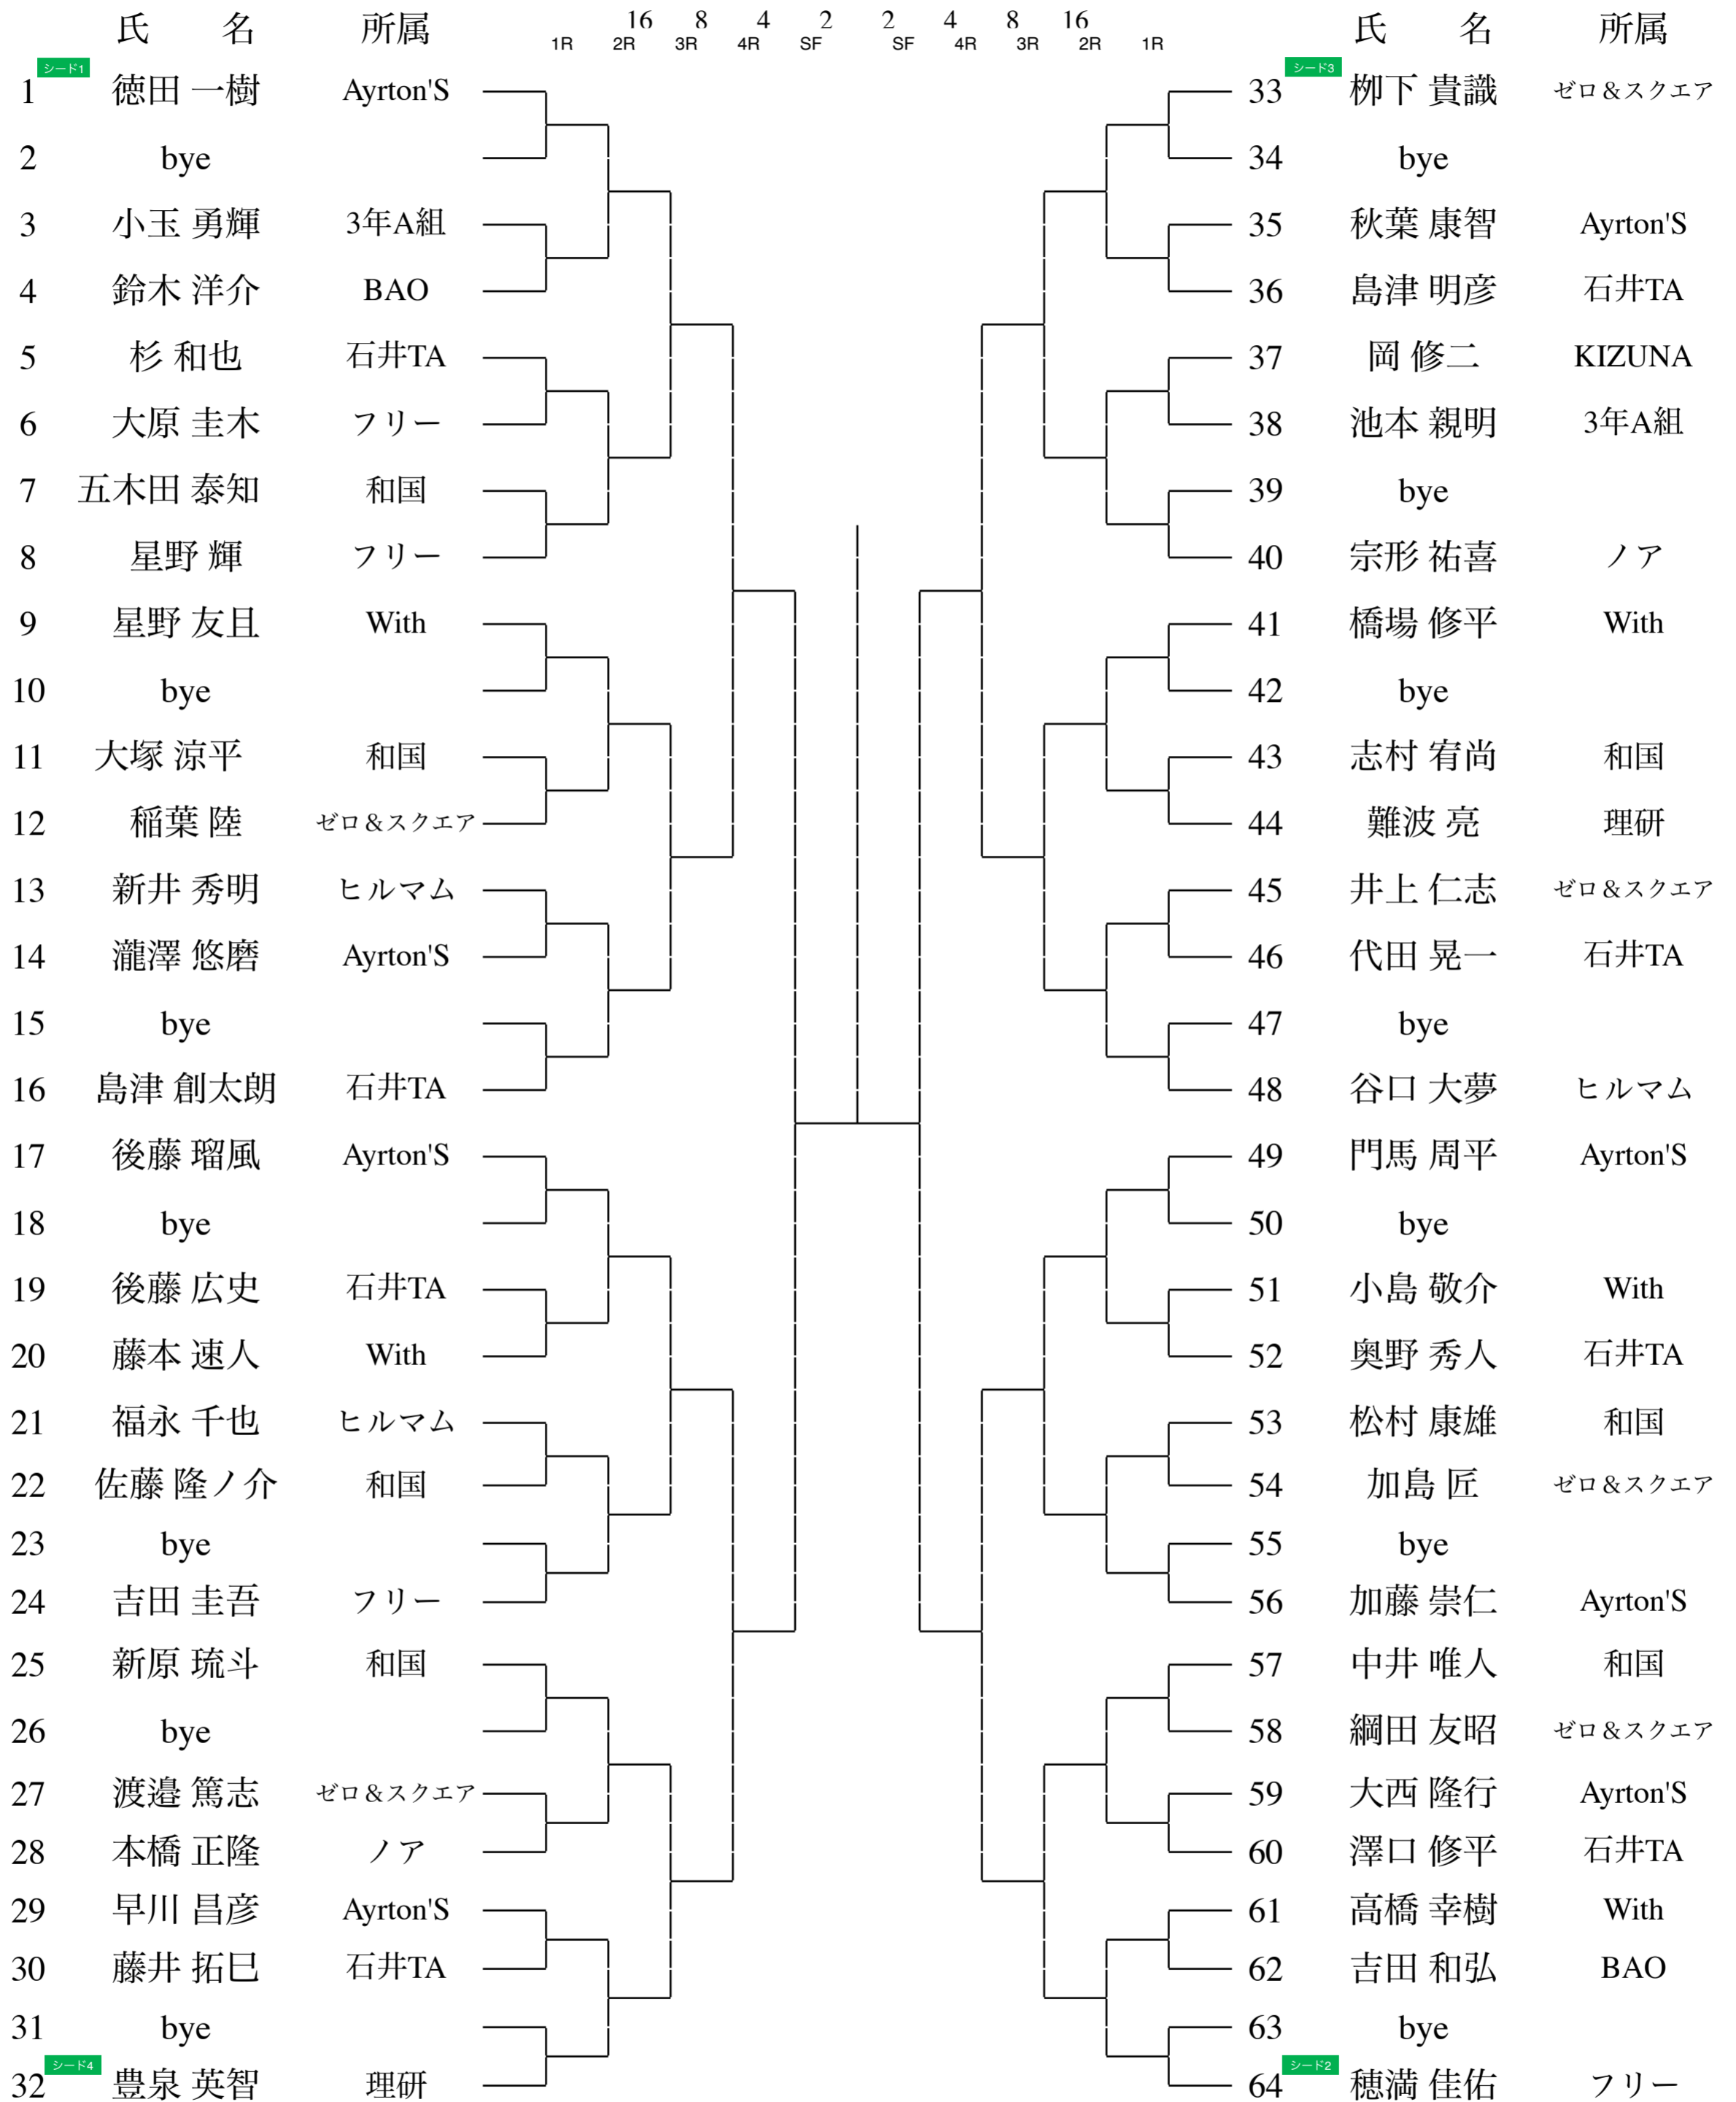 氏 名 所属 16 8 4 2 2 4 8 16 氏 名 所属
1R 2R 3R 4R SF SF 4R 3R 2R 1R
シード1 シード3
1 徳田 一樹 Ayrton'S 33 栁下 貴識 ゼロ&スクエア
2 bye 34 bye
3 小玉 勇輝 3年A組 35 秋葉 康智 Ayrton'S
4 鈴木 洋介 BAO 36 島津 明彦 石井TA
5 杉 和也 石井TA 37 岡 修二 KIZUNA
6 大原 圭木 フリー 38 池本 親明 3年A組
7 五木田 泰知 和国 39 bye
8 星野 輝 フリー 40 宗形 祐喜 ノア
9 星野 友且 With 41 橋場 修平 With
10 bye 42 bye
11 大塚 涼平 和国 43 志村 宥尚 和国
12 稲葉 陸 ゼロ&スクエア 44 難波 亮 理研
13 新井 秀明 ヒルマム 45 井上 仁志 ゼロ&スクエア
14 瀧澤 悠磨 Ayrton'S 46 代田 晃一 石井TA
15 bye 47 bye
16 島津 創太朗 石井TA 48 谷口 大夢 ヒルマム
17 後藤 瑠風 Ayrton'S 49 門馬 周平 Ayrton'S
18 bye 50 bye
19 後藤 広史 石井TA 51 小島 敬介 With
20 藤本 速人 With 52 奥野 秀人 石井TA
21 福永 千也 ヒルマム 53 松村 康雄 和国
22 佐藤 隆ノ介 和国 54 加島 匠 ゼロ&スクエア
23 bye 55 bye
24 吉田 圭吾 フリー 56 加藤 崇仁 Ayrton'S
25 新原 琉斗 和国 57 中井 唯人 和国
26 bye 58 綱田 友昭 ゼロ&スクエア
27 渡邉 篤志 ゼロ&スクエア 59 大西 隆行 Ayrton'S
28 本橋 正隆 ノア 60 澤口 修平 石井TA
29 早川 昌彦 Ayrton'S 61 高橋 幸樹 With
30 藤井 拓巳 石井TA 62 吉田 和弘 BAO
31 bye 63 bye
シード4 シード2
32 豊泉 英智 理研 64 穂満 佳佑 フリー